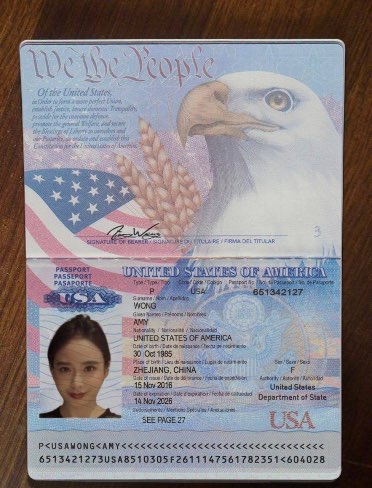 We the People
Of the United States,
in Order to form a more perfect Union,
establish Justice, insure domestic Tranquility,
provide for the common defence,
promote the general Welfare, and secure
the Blessings of Liberty to ourselves and
our Posterity, do ordain and establish this
Constitution for the United States of America.
SIGNATURE OF BEARER / SIGNATURE DU TITULAIRE / FIRMA DEL TITULAR
3
PASSPORT
PASSEPORT
PASAPORTE
UNITED STATES OF AMERICA
USA
Type / Type / Tipo Code / Code / Codigo Passport No. / No. du Passeport / No. de Pasaporte
P USA 651342127
Surname / Nom / Apellidos
WONG
Given Names / Prénoms / Nombres
AMY
Nationality / Nationalité / Nacionalidad
UNITED STATES OF AMERICA
Date of birth / Date de naissance / Fecha de nacimiento
30 Oct 1985
Place of birth / Lieu de naissance / Lugar de nacimiento Sex / Sexe / Sexo
ZHEJIANG, CHINA F
Date of issue / Date de délivrance / Fecha de expedición Authority / Autorité / Autoridad
15 Nov 2016 United States
Date of expiration / Date d'expiration / Fecha de caducidad Department of State
14 Nov 2026
Endorsements / Mentions Spéciales / Anotaciones
SEE PAGE 27
USA
P<USAWONG<AMY<<<<<<<<<<<<<<<<<<<<<<<<<<<<<<<
6513421273USA8510305F2611147561782351<604028